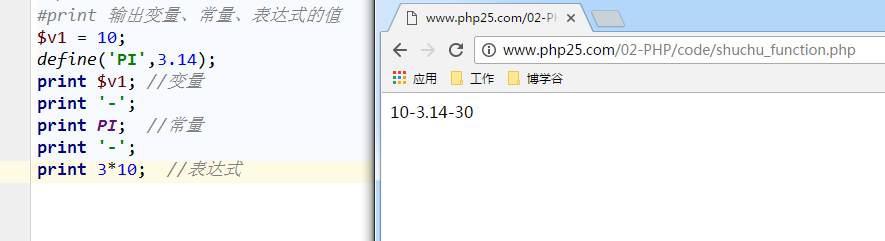 #print 输出变量、常量、表达式的值
$v1 = 10;
define('PI',3.14);
print $v1; //变量
print '-';
print PI;  //常量
print '-';
print 3*10;  //表达式
www.php25.com/02-PH
www.php25.com/02-PHP/code/shuchu_function.php
应用 工作 博学谷
10-3.14-30